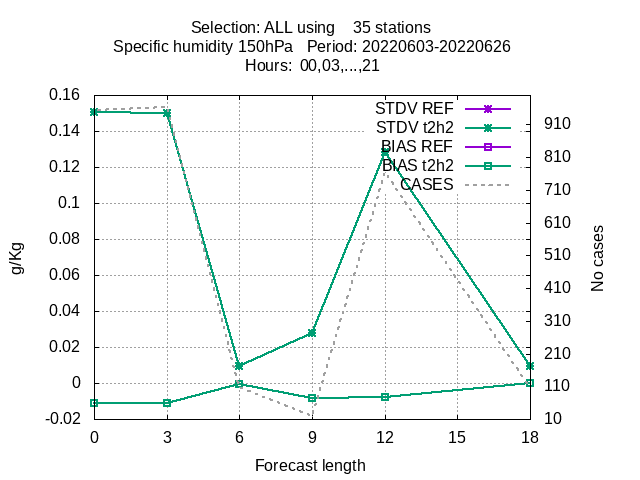 Selection: ALL using    35 stations
Specific humidity 150hPa   Period: 20220603-20220626
Hours:  00,03,...,21
0.16
0.14
0.12
0.1
0.08
0.06
0.04
0.02
0
-0.02
g/Kg
STDV REF
STDV t2h2
BIAS REF
BIAS t2h2
CASES
910
810
710
610
510
410
310
210
110
10
No cases
0 3 6 9 12 15 18
Forecast length